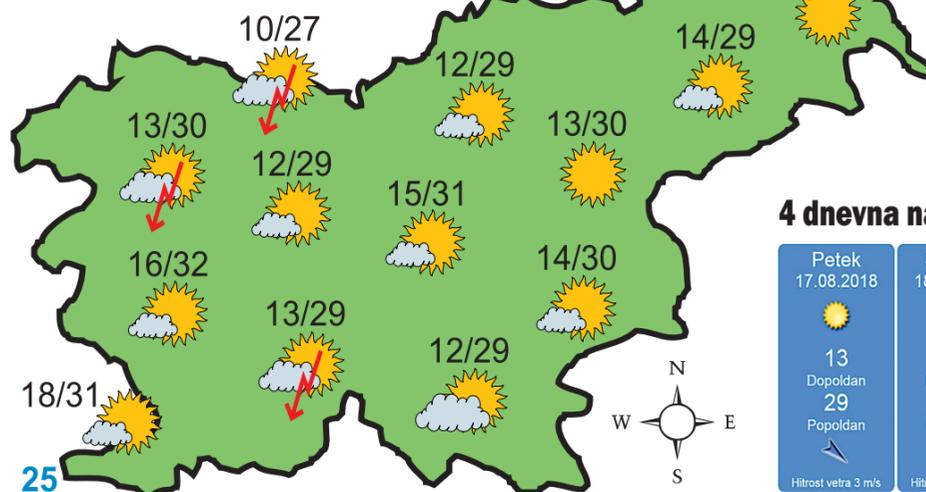 10/27
14/29
12/29
13/30
13/30
12/29
15/31
16/32
14/30
13/29
12/29
18/31
25
N
W E
S
4 dnevna
Petek
17.08.2018
13
Dopoldan
29
Popoldan
Hitrost vetra 3 m/s